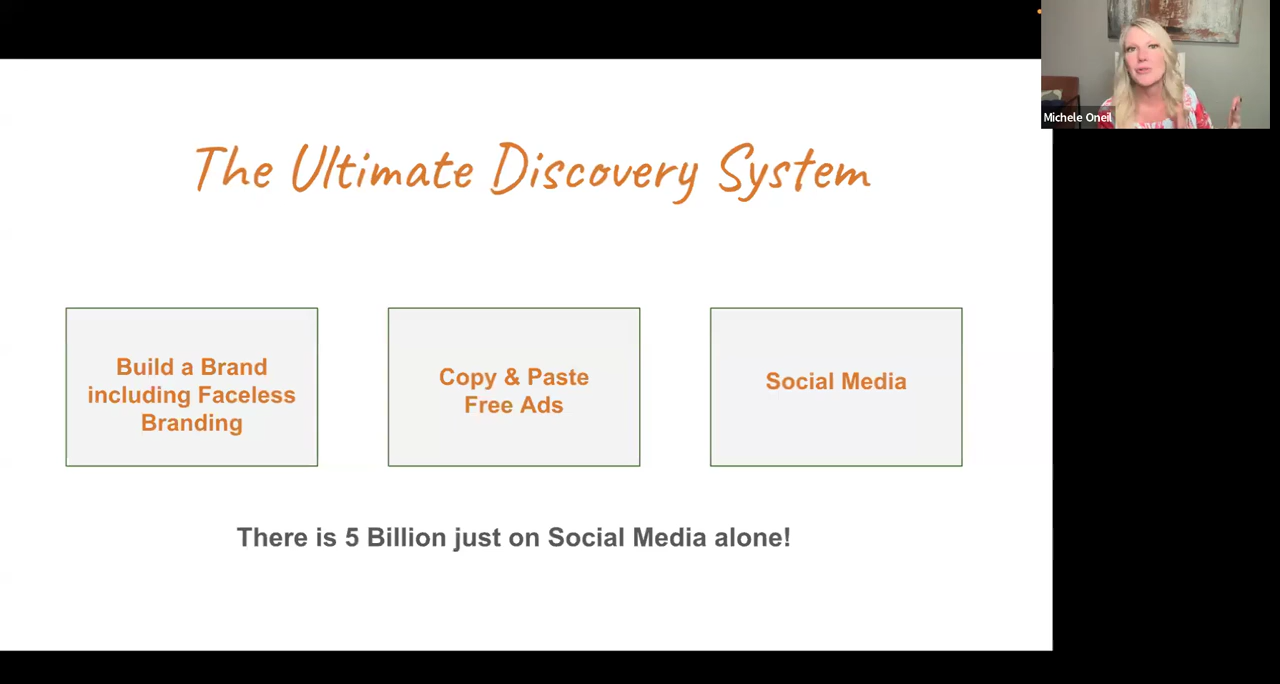 Michele Oneil
The Ultimate Discovery System
Build a Brand
including Faceless
Branding
Copy & Paste
Free Ads
Social Media
There is 5 Billion just on Social Media alone!